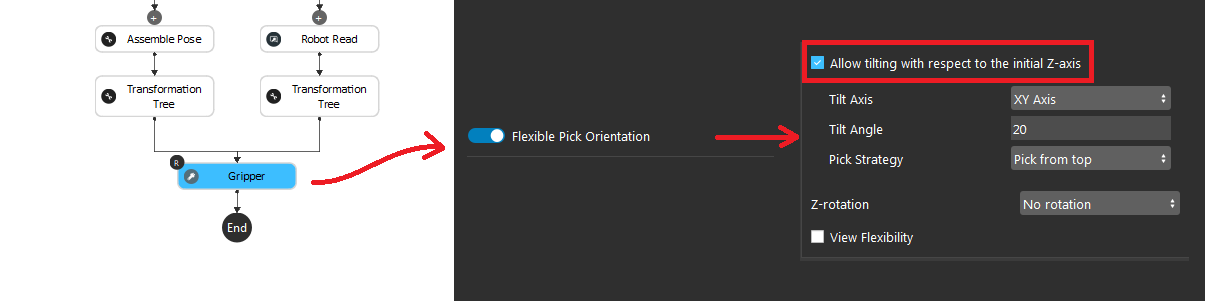 Assemble Pose
Robot Read
Transformation
Tree
Transformation
Tree
R
Gripper
End
Flexible Pick Orientation
Allow tilting with respect to the initial Z-axis
Tilt Axis
XY Axis
Tilt Angle
20
Pick Strategy
Pick from top
Z-rotation
No rotation
View Flexibility